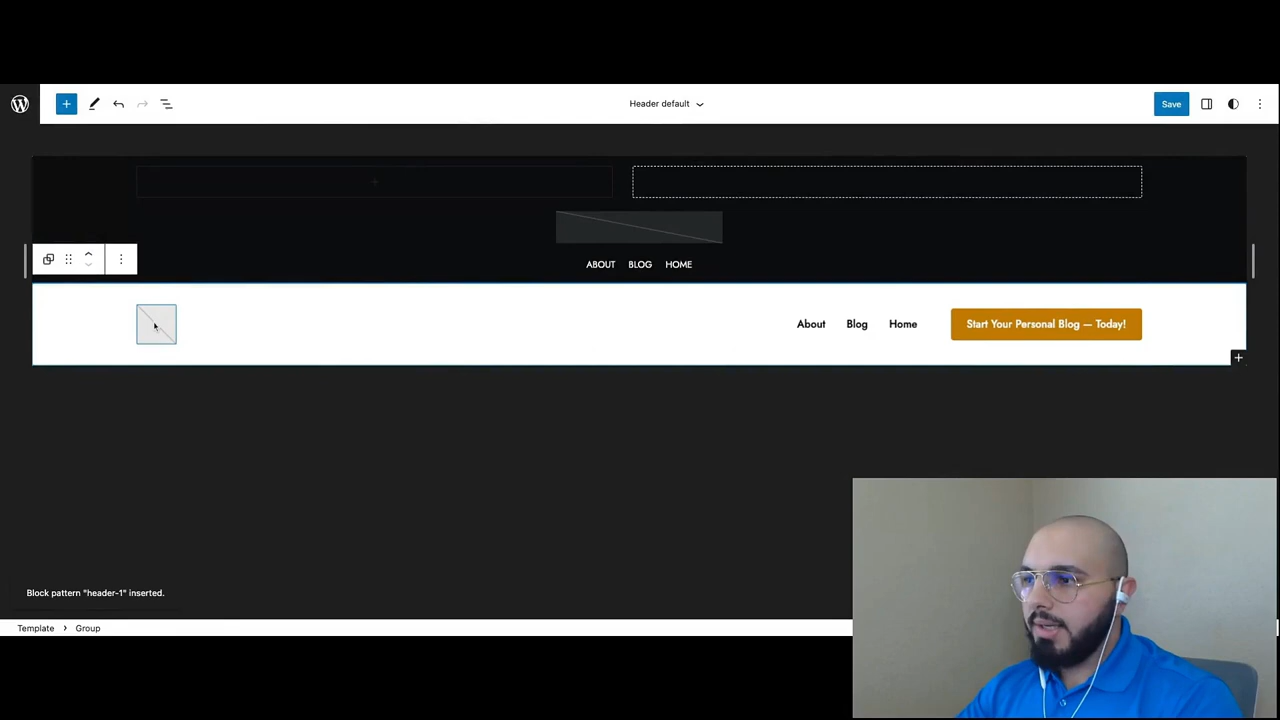 Header default
Save
ABOUT BLOG HOME
About Blog Home Start Your Personal Blog — Today!
Block pattern "header-1" inserted.
Template > Group